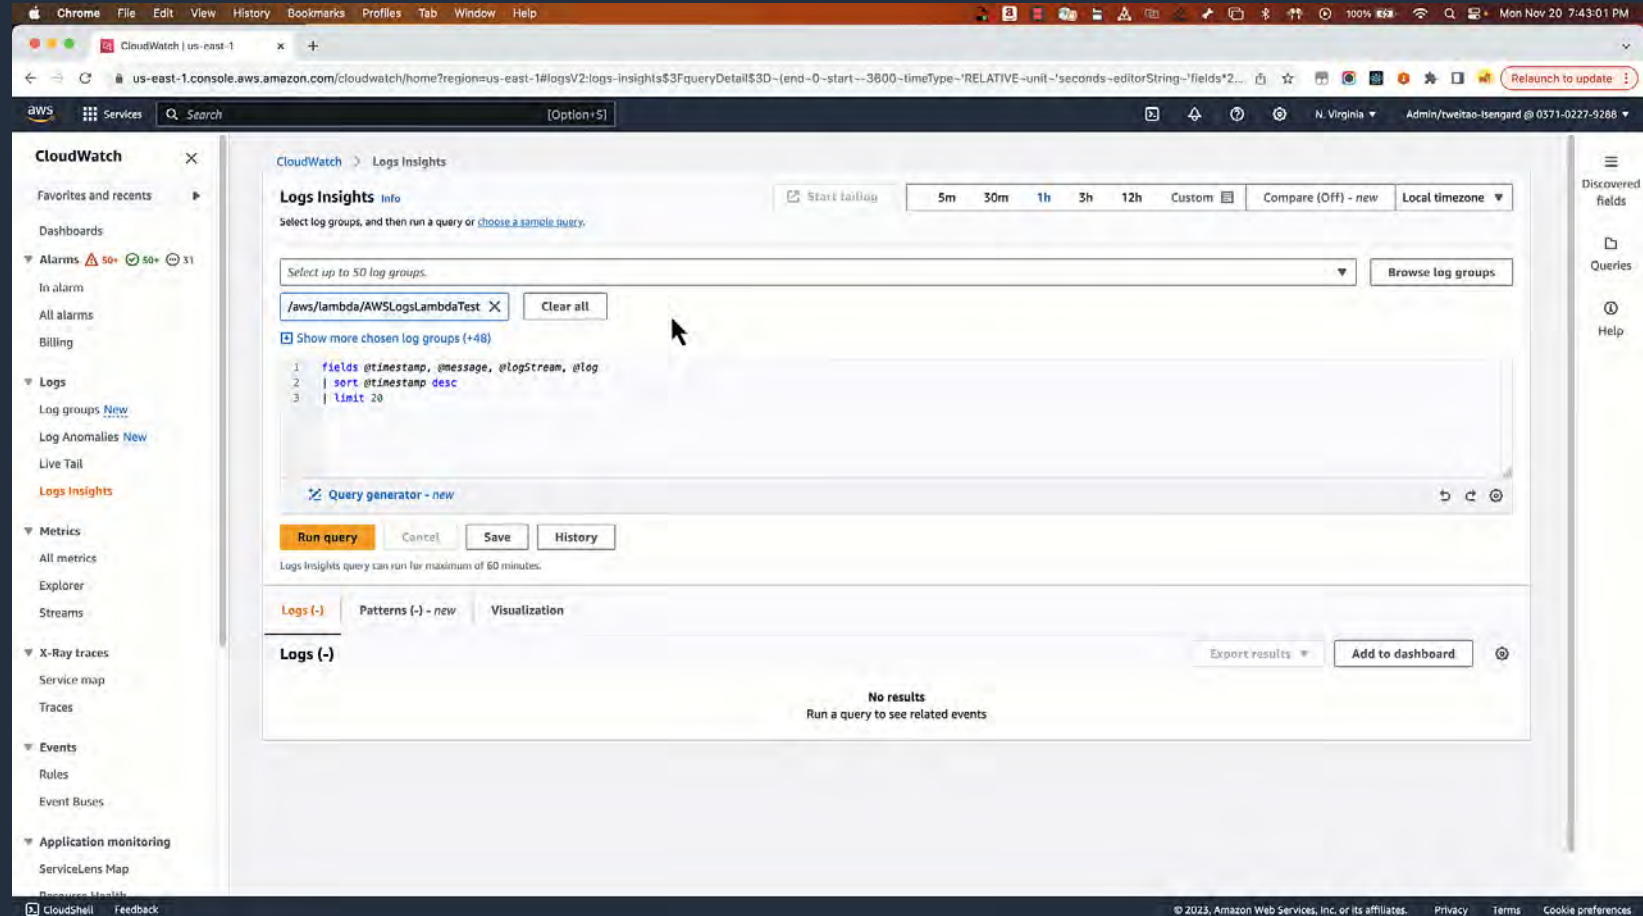 Chrome File Edit View History Bookmarks Profiles Tab Window Help
100% Mon Nov 20 7:43:01 PM
CloudWatch | us-east-1
us-east-1.console.aws.amazon.com/cloudwatch/home?region=us-east-1#logsV2:logs-insights$3FqueryDetail$3D~(end~0~start~-3600~timeType~'RELATIVE~unit~'seconds~editorString~'fields*2...
Relaunch to update
aws Services Search [Option+S] N. Virginia Admin/tweitao-Isengard @ 0371-0227-9288
CloudWatch
Favorites and recents
Dashboards
Alarms 50+ 50+ 31
In alarm
All alarms
Billing
Logs
Log groups New
Log Anomalies New
Live Tail
Logs Insights
Metrics
All metrics
Explorer
Streams
X-Ray traces
Service map
Traces
Events
Rules
Event Buses
Application monitoring
ServiceLens Map
Resource Health
CloudWatch > Logs Insights
Logs Insights Info
Start tailing 5m 30m 1h 3h 12h Custom Compare (Off) - new Local timezone
Select log groups, and then run a query or choose a sample query.
Select up to 50 log groups.
Browse log groups
/aws/lambda/AWSLogsLambdaTest Clear all
Show more chosen log groups (+48)
1 fields @timestamp, @message, @logStream, @log
2 | sort @timestamp desc
3 | limit 20
Query generator - new
Run query Cancel Save History
Logs Insights query can run for maximum of 60 minutes.
Logs (-) Patterns (-) - new Visualization
Logs (-)
Export results Add to dashboard
No results
Run a query to see related events
Discovered
fields
Queries
Help
CloudShell Feedback © 2023, Amazon Web Services, Inc. or its affiliates. Privacy Terms Cookie preferences